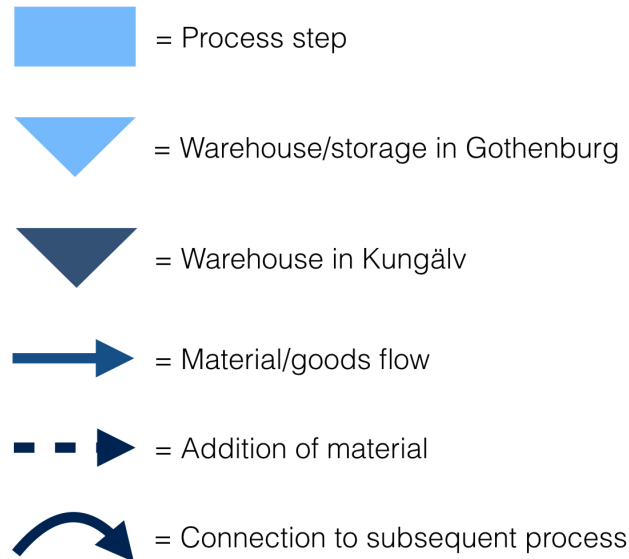 = Process step
= Warehouse/storage in Gothenburg
= Warehouse in Kungälv
= Material/goods flow
= Addition of material
= Connection to subsequent process